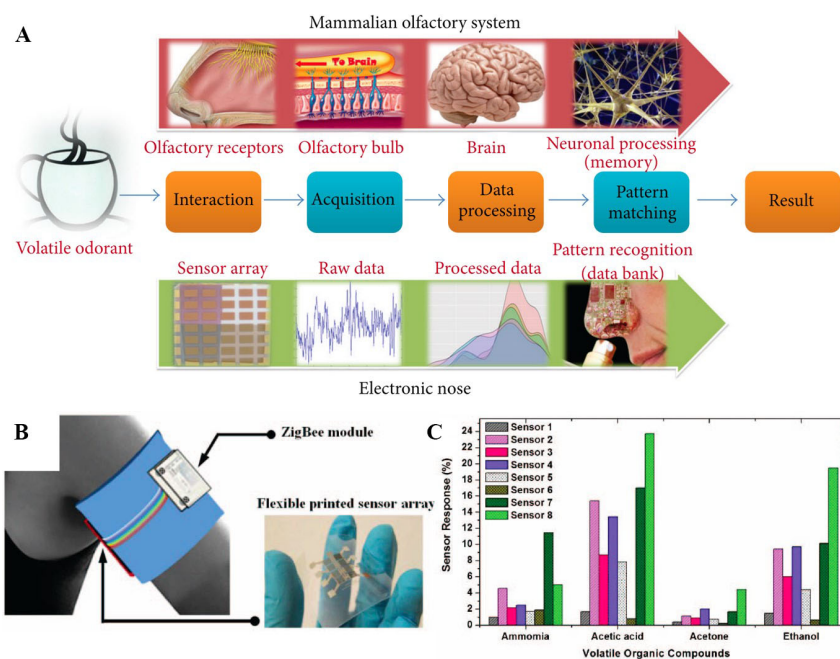 A
Mammalian olfactory system
To Brain
Olfactory receptors
Olfactory bulb
Brain
Neuronal processing
(memory)
Volatile odorant
Interaction
Acquisition
Data
processing
Pattern
matching
Result
Sensor array
Raw data
Processed data
Pattern recognition
(data bank)
Electronic nose
B
ZigBee module
Flexible printed sensor array
C
Sensor Response (%)
24
22
20
18
16
14
12
10
8
6
4
2
0
Sensor 1
Sensor 2
Sensor 3
Sensor 4
Sensor 5
Sensor 6
Sensor 7
Sensor 8
Ammomia
Acetic acid
Acetone
Ethanol
Volatile Organic Compounds